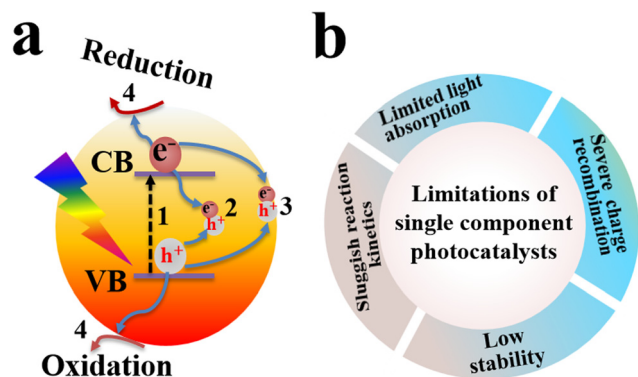 a
Reduction
4
e⁻
CB
1
e⁻
h⁺
2
e⁻
h⁺
3
h⁺
VB
4
Oxidation
b
Limited light
absorption
Severe charge
recombination
Low
stability
Sluggish reaction
kinetics
Limitations of
single component
photocatalysts